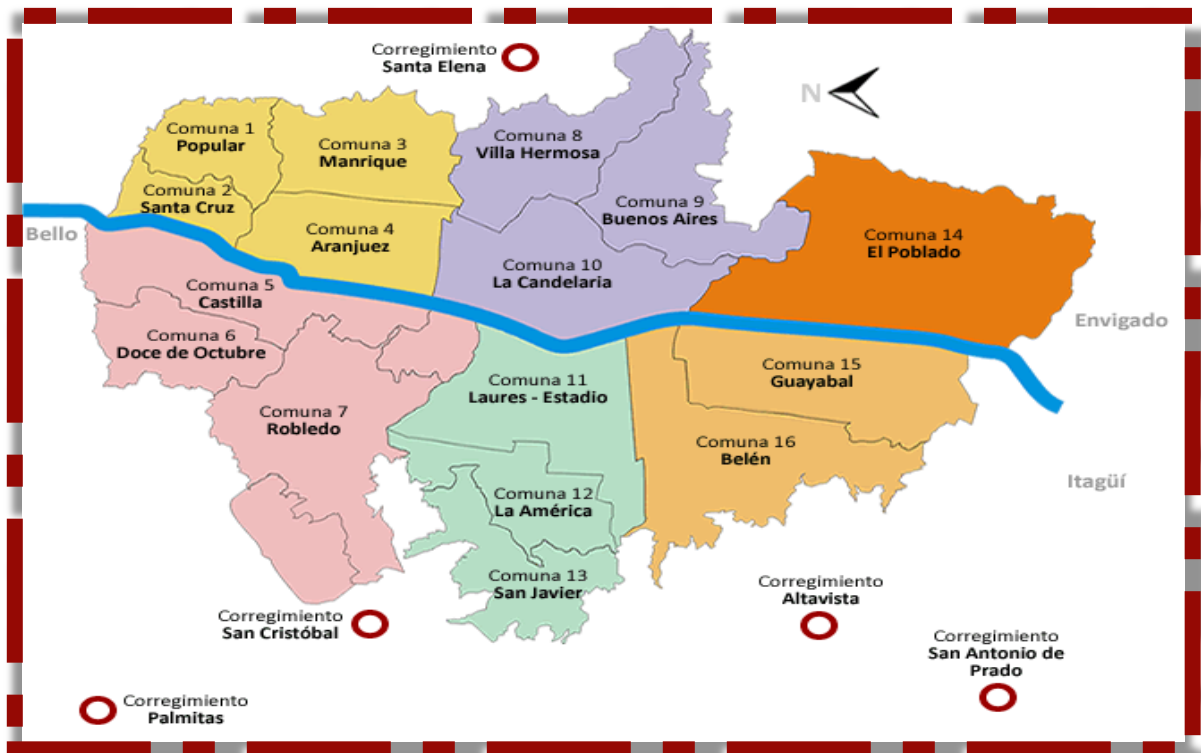 Corregimiento
Santa Elena
N
Comuna 1
Popular
Comuna 3
Manrique
Comuna 8
Villa Hermosa
Comuna 2
Santa Cruz
Comuna 9
Buenos Aires
Bello
Comuna 4
Aranjuez
Comuna 14
El Poblado
Comuna 10
La Candelaria
Comuna 5
Castilla
Envigado
Comuna 6
Doce de Octubre
Comuna 15
Guayabal
Comuna 11
Laures - Estadio
Comuna 7
Robledo
Comuna 16
Belén
Itagüí
Comuna 12
La América
Comuna 13
San Javier
Corregimiento
Altavista
Corregimiento
San Cristóbal
Corregimiento
San Antonio de
Prado
Corregimiento
Palmitas